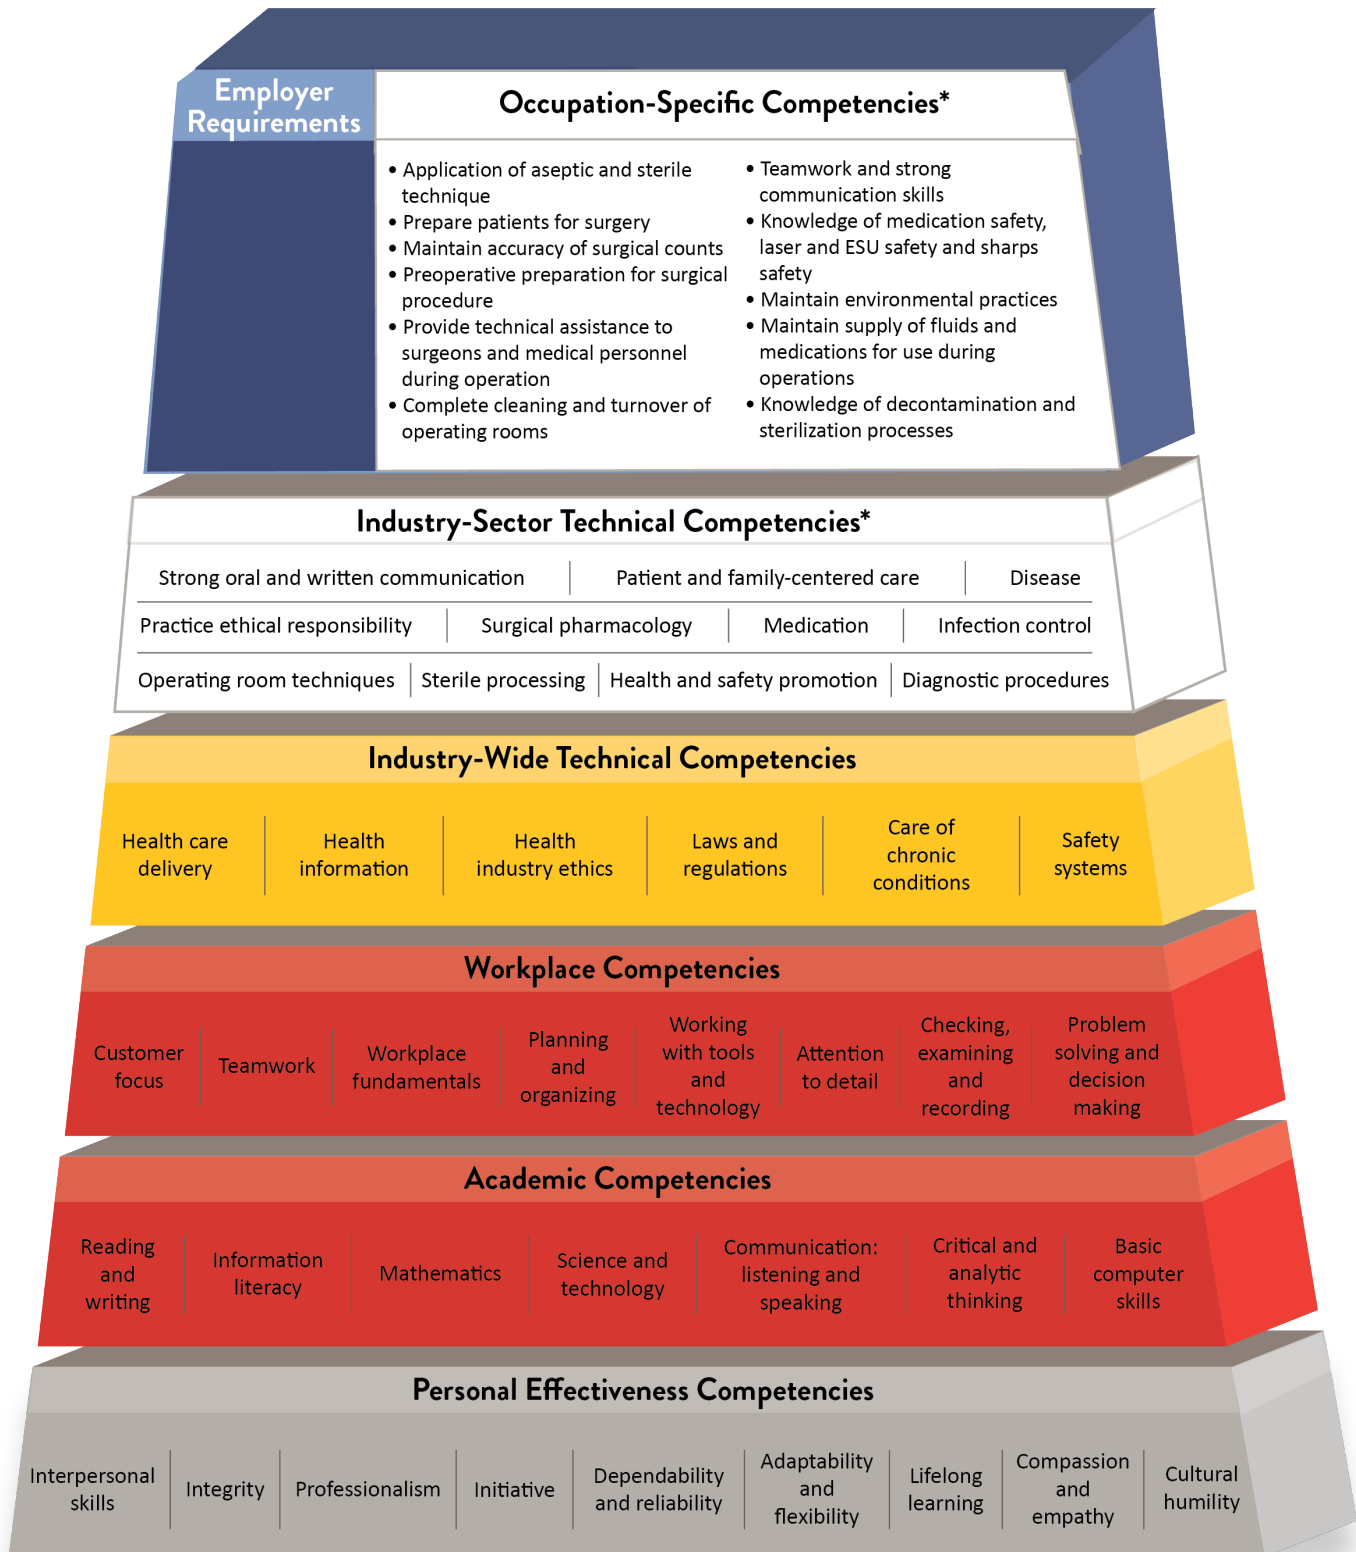 Employer
Requirements
Occupation-Specific Competencies*
• Application of aseptic and sterile
technique
• Prepare patients for surgery
• Maintain accuracy of surgical counts
• Preoperative preparation for surgical
procedure
• Provide technical assistance to
surgeons and medical personnel
during operation
• Complete cleaning and turnover of
operating rooms
• Teamwork and strong
communication skills
• Knowledge of medication safety,
laser and ESU safety and sharps
safety
• Maintain environmental practices
• Maintain supply of fluids and
medications for use during
operations
• Knowledge of decontamination and
sterilization processes
Industry-Sector Technical Competencies*
Strong oral and written communication
Patient and family-centered care
Disease
Practice ethical responsibility
Surgical pharmacology
Medication
Infection control
Operating room techniques
Sterile processing
Health and safety promotion
Diagnostic procedures
Industry-Wide Technical Competencies
Health care
delivery
Health
information
Health
industry ethics
Laws and
regulations
Care of
chronic
conditions
Safety
systems
Workplace Competencies
Customer
focus
Teamwork
Workplace
fundamentals
Planning
and
organizing
Working
with tools
and
technology
Attention
to detail
Checking,
examining
and
recording
Problem
solving and
decision
making
Academic Competencies
Reading
and
writing
Information
literacy
Mathematics
Science and
technology
Communication:
listening and
speaking
Critical and
analytic
thinking
Basic
computer
skills
Personal Effectiveness Competencies
Interpersonal
skills
Integrity
Professionalism
Initiative
Dependability
and reliability
Adaptability
and
flexibility
Lifelong
learning
Compassion
and
empathy
Cultural
humility